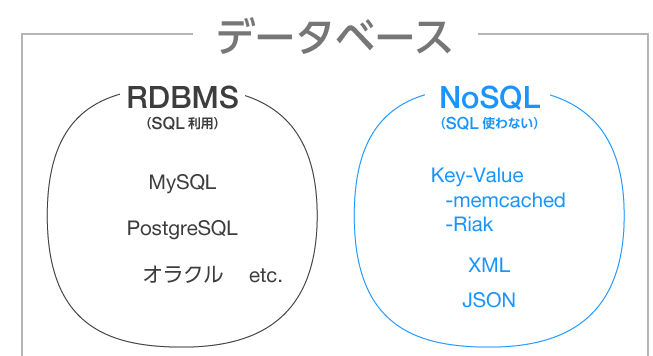 データベース
RDBMS
（SQL 利用）
MySQL
PostgreSQL
オラクル etc.
NoSQL
（SQL 使わない）
Key-Value
-memcached
-Riak
XML
JSON